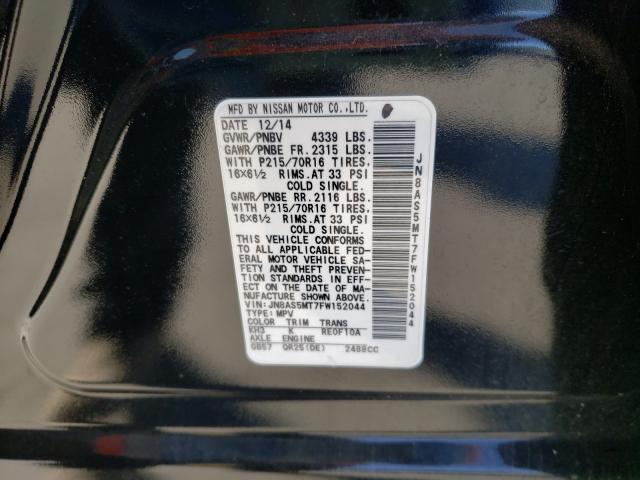 MFD BY NISSAN MOTOR CO.,LTD.
DATE 12/14
GVWR/PNBV 4339 LBS.
GAWR/PNBE FR. 2315 LBS.
WITH P215/70R16 TIRES,
16×6½ RIMS.AT 33 PSI
COLD SINGLE.
GAWR/PNBE RR. 2116 LBS.
WITH P215/70R16 TIRES,
16×6½ RIMS.AT 33 PSI
COLD SINGLE.
THIS VEHICLE CONFORMS
TO ALL APPLICABLE FED-
ERAL MOTOR VEHICLE SA-
FETY AND THEFT PREVEN-
TION STANDARDS IN EFF-
ECT ON THE DATE OF MA-
NUFACTURE SHOWN ABOVE.
VIN:JN8AS5MT7FW152044
TYPE:MPV
COLOR TRIM TRANS
KH3 K RE0F10A
AXLE ENGINE
GB57 QR25(DE) 2488CC
JN8AS5MT7FW152044